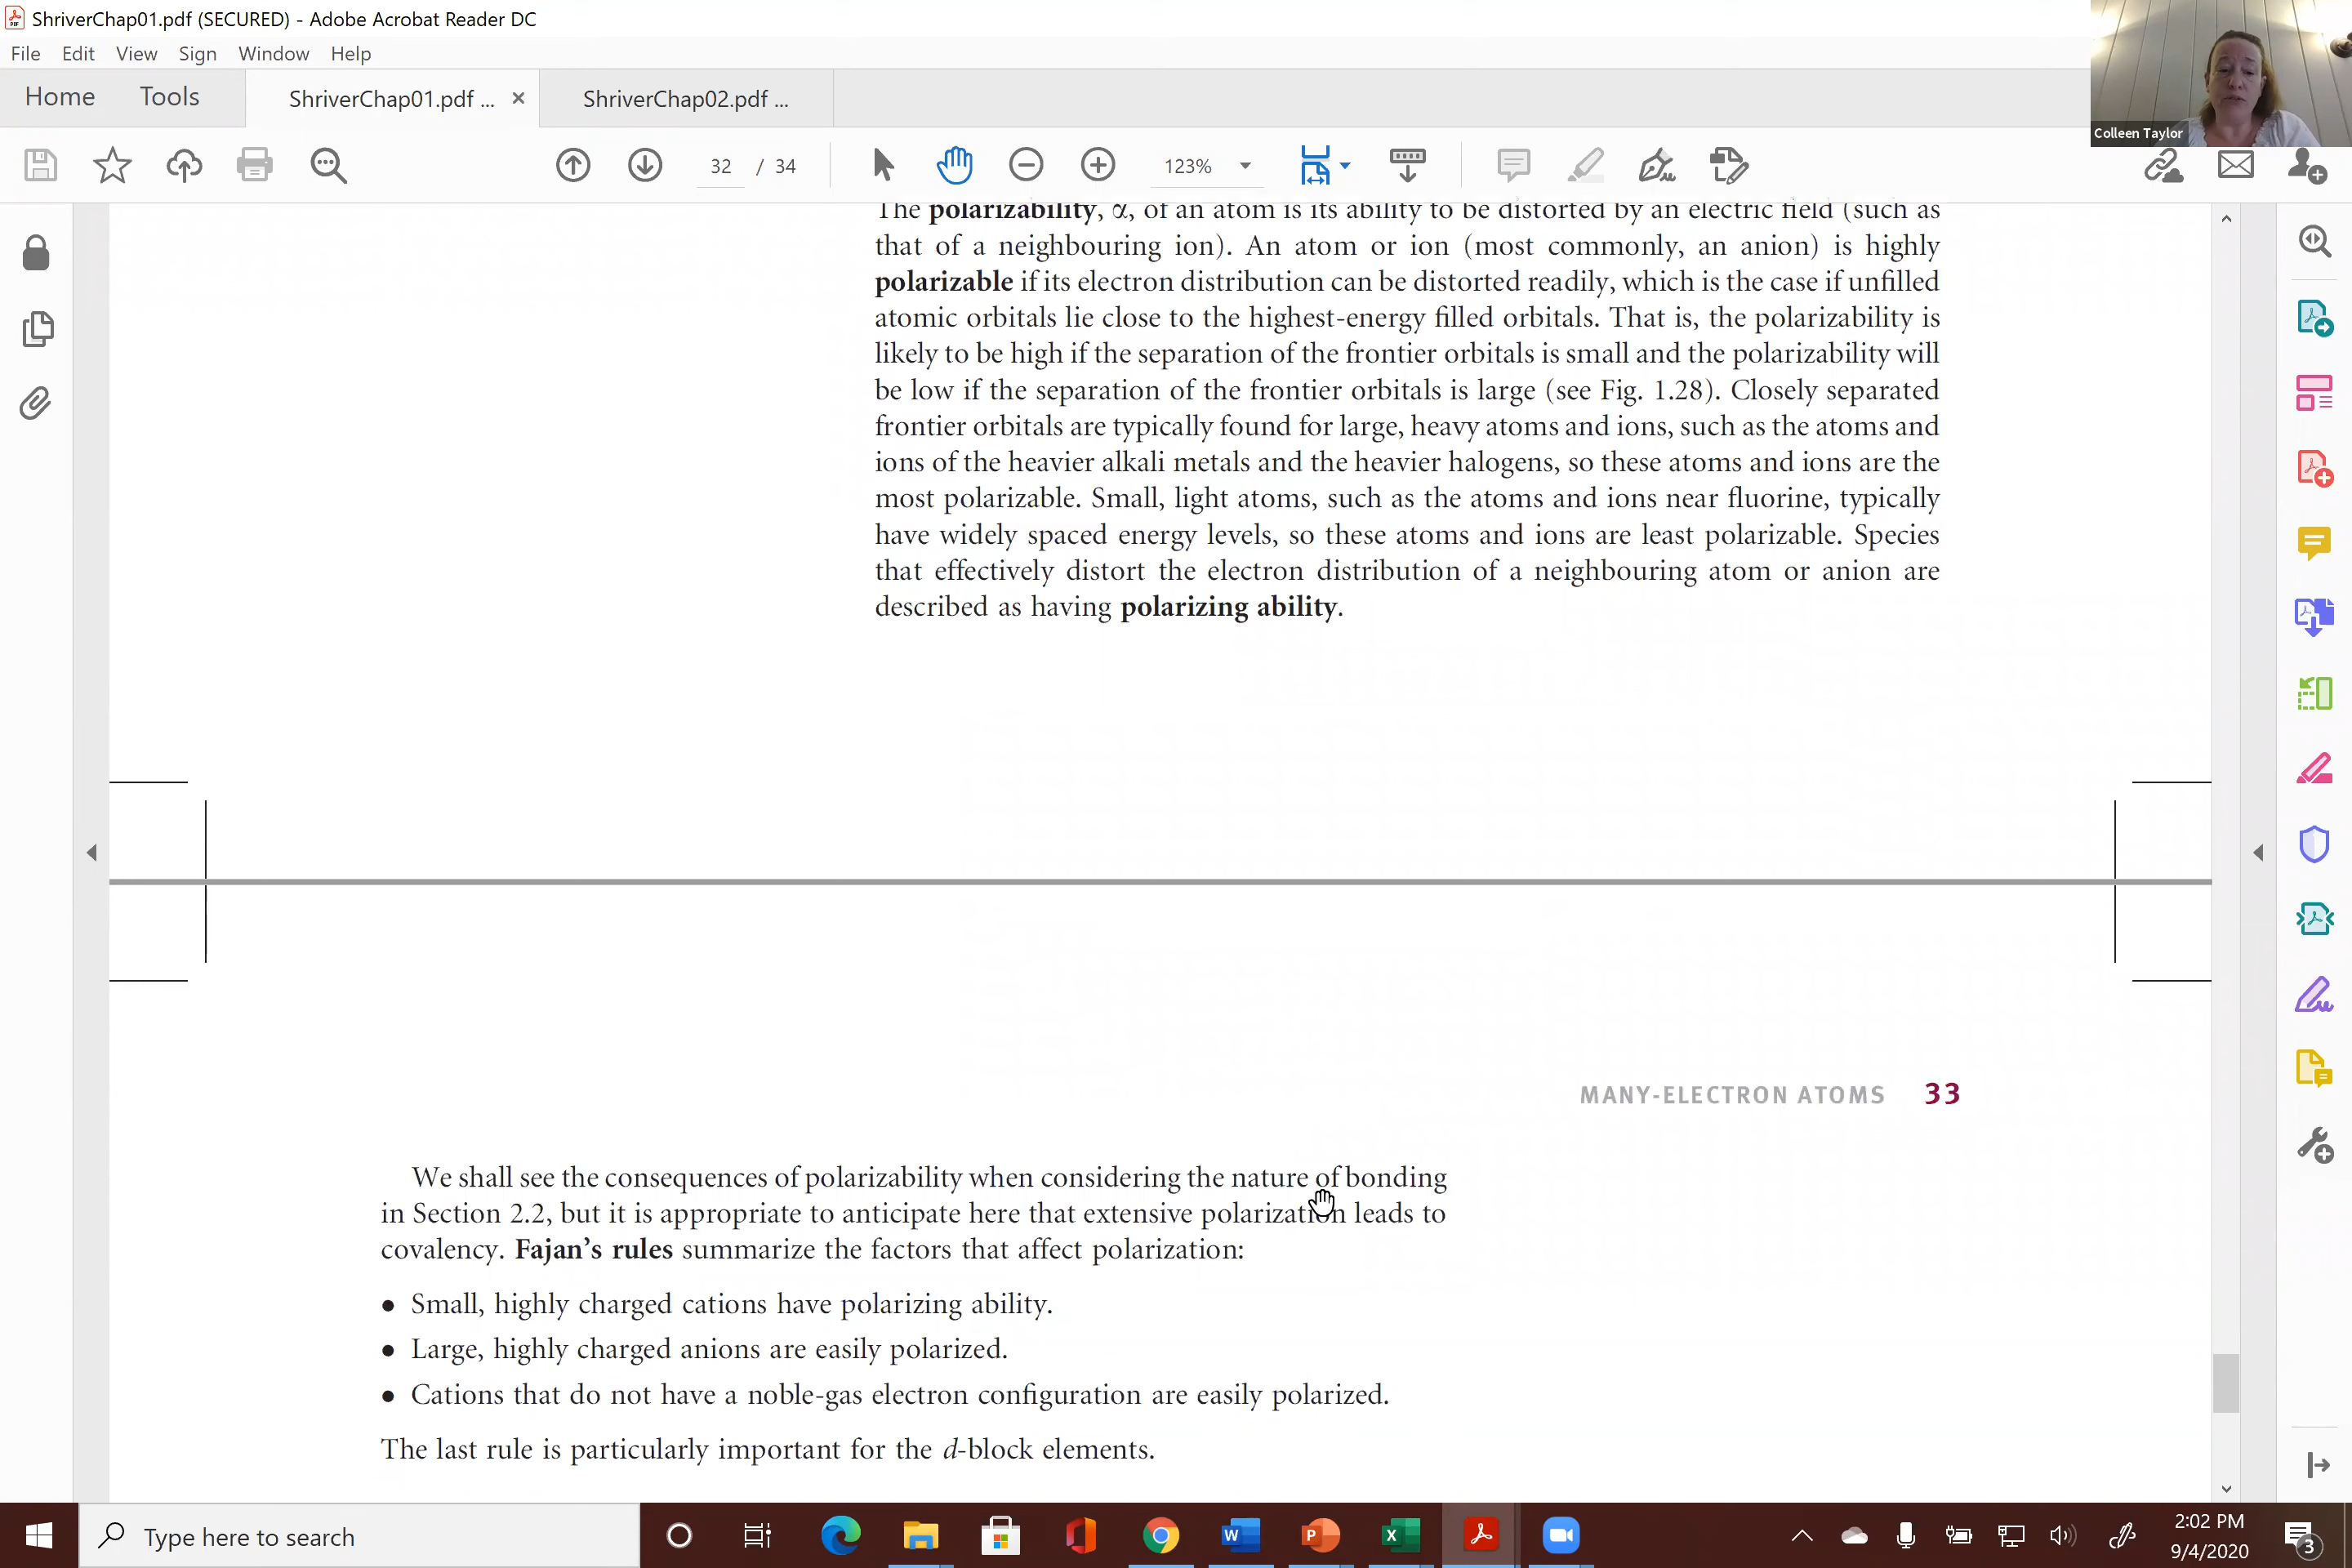 ShriverChap01.pdf (SECURED) - Adobe Acrobat Reader DC
File Edit View Sign Window Help
Home Tools ShriverChap01.pdf ... × ShriverChap02.pdf ...
Colleen Taylor
32 / 34 123%
The polarizability, α, of an atom is its ability to be distorted by an electric field (such as
that of a neighbouring ion). An atom or ion (most commonly, an anion) is highly
polarizable if its electron distribution can be distorted readily, which is the case if unfilled
atomic orbitals lie close to the highest-energy filled orbitals. That is, the polarizability is
likely to be high if the separation of the frontier orbitals is small and the polarizability will
be low if the separation of the frontier orbitals is large (see Fig. 1.28). Closely separated
frontier orbitals are typically found for large, heavy atoms and ions, such as the atoms and
ions of the heavier alkali metals and the heavier halogens, so these atoms and ions are the
most polarizable. Small, light atoms, such as the atoms and ions near fluorine, typically
have widely spaced energy levels, so these atoms and ions are least polarizable. Species
that effectively distort the electron distribution of a neighbouring atom or anion are
described as having polarizing ability.
MANY-ELECTRON ATOMS 33
We shall see the consequences of polarizability when considering the nature of bonding
in Section 2.2, but it is appropriate to anticipate here that extensive polarization leads to
covalency. Fajan's rules summarize the factors that affect polarization:
• Small, highly charged cations have polarizing ability.
• Large, highly charged anions are easily polarized.
• Cations that do not have a noble-gas electron configuration are easily polarized.
The last rule is particularly important for the d-block elements.
Type here to search
2:02 PM
9/4/2020
3